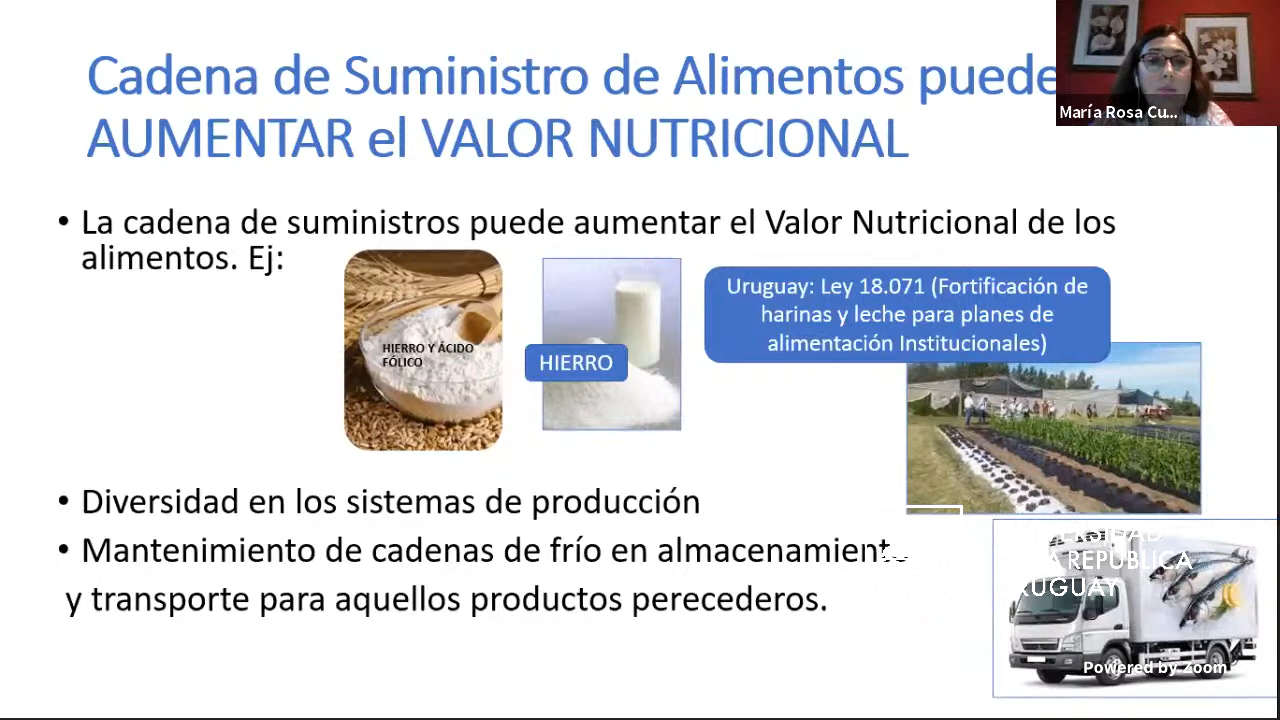 Cadena de Suministro de Alimentos puede
AUMENTAR el VALOR NUTRICIONAL
María Rosa Cu...
• La cadena de suministros puede aumentar el Valor Nutricional de los
alimentos. Ej:
HIERRO Y ÁCIDO
FÓLICO
HIERRO
Uruguay: Ley 18.071 (Fortificación de
harinas y leche para planes de
alimentación Institucionales)
• Diversidad en los sistemas de producción
• Mantenimiento de cadenas de frío en almacenamiento
y transporte para aquellos productos perecederos.
REPÚBLICA
URUGUAY
Powered by Zoom